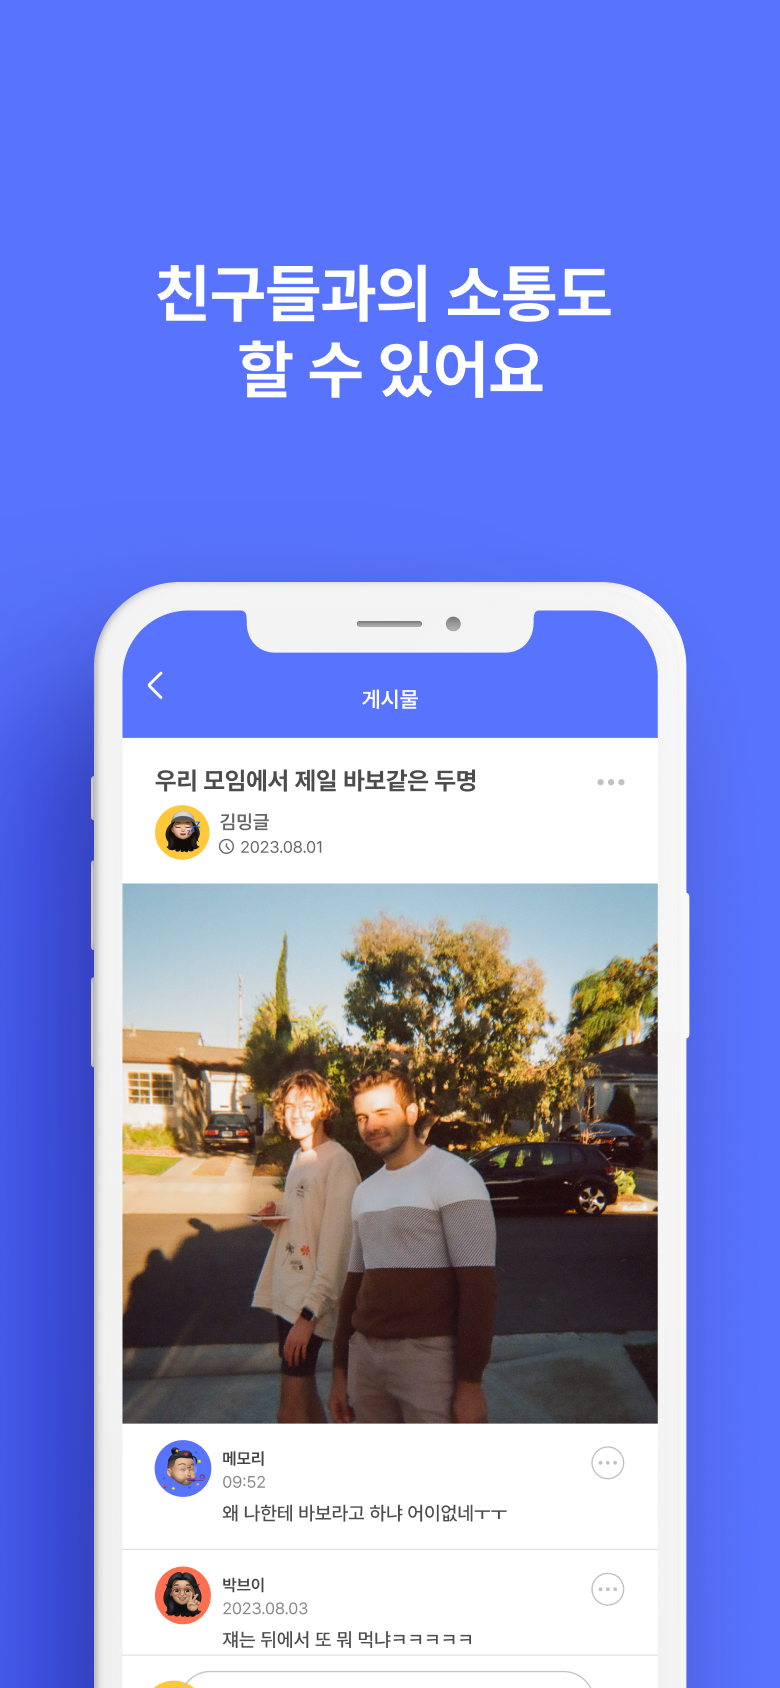 친구들과의 소통도
할 수 있어요
게시물
우리 모임에서 제일 바보같은 두명
김밍글
2023.08.01
메모리
09:52
왜 나한테 바보라고 하냐 어이없네ㅜㅜ
박브이
2023.08.03
쟤는 뒤에서 또 뭐 먹냐ㅋㅋㅋㅋㅋ